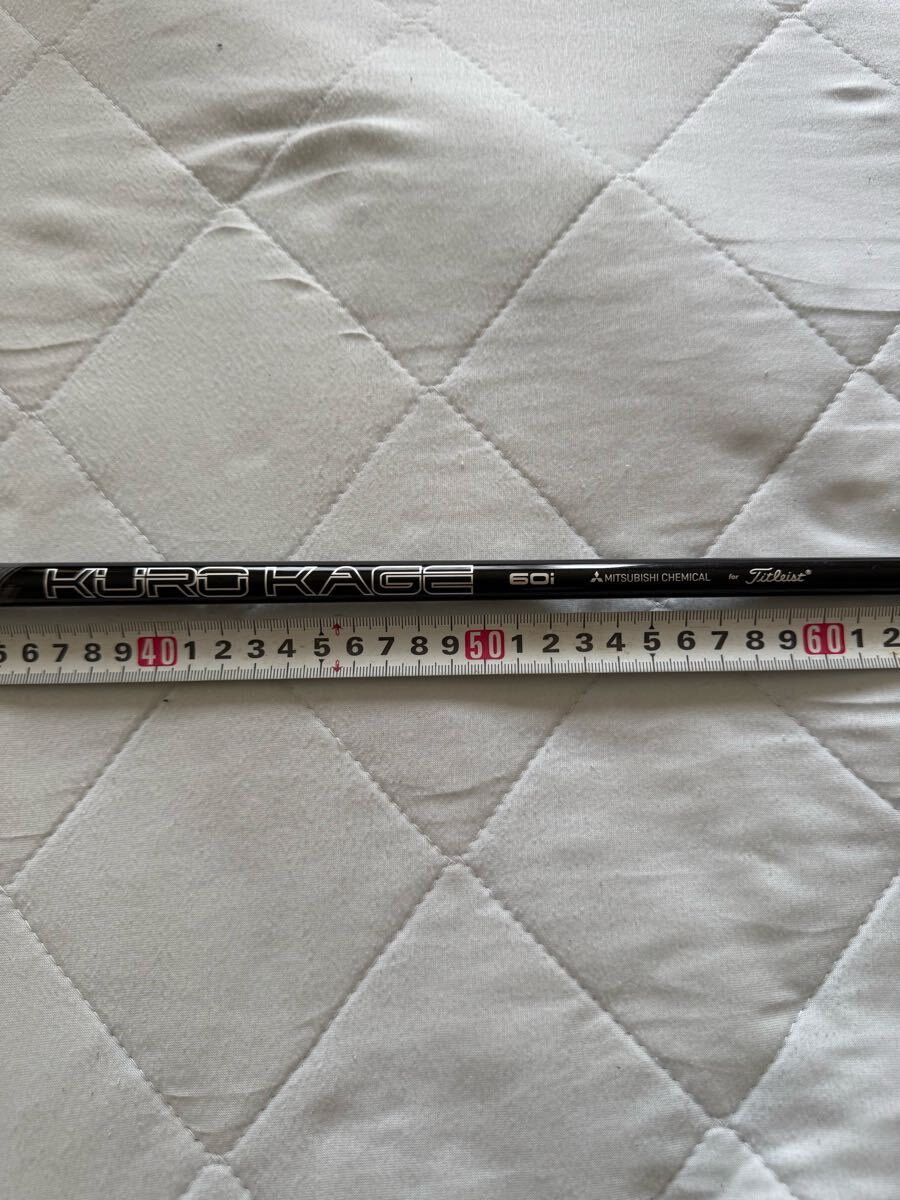 KURO KAGE 60i MITSUBISHI CHEMICAL for Titleist®
5 6 7 8 9 40 1 2 3 4 5 6 7 8 9 50 1 2 3 4 5 6 7 8 9 60 1 2